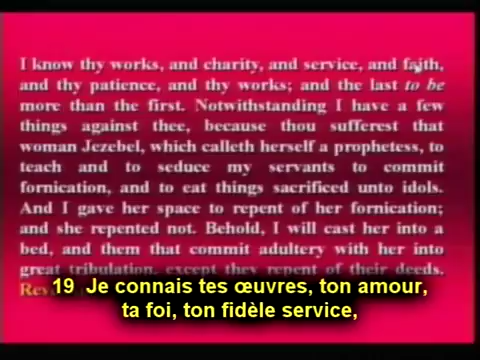 I know thy works, and charity, and service, and faith,
and thy patience, and thy works; and the last to be
more than the first. Notwithstanding I have a few
things against thee, because thou sufferest that
woman Jezebel, which calleth herself a prophetess, to
teach and to seduce my servants to commit
fornication, and to eat things sacrificed unto idols.
And I gave her space to repent of her fornication;
and she repented not. Behold, I will cast her into a
bed, and them that commit adultery with her into
great tribulation, except they repent of their deeds.
19 Je connais tes œuvres, ton amour,
ta foi, ton fidèle service,